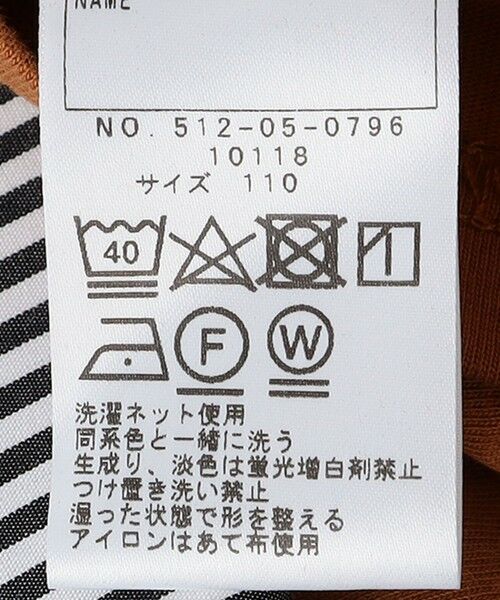 NAME
NO. 512-05-0796
10118
サイズ 110
40
F W
洗濯ネット使用
同系色と一緒に洗う
生成り、淡色は蛍光増白剤禁止
つけ置き洗い禁止
湿った状態で形を整える
アイロンはあて布使用